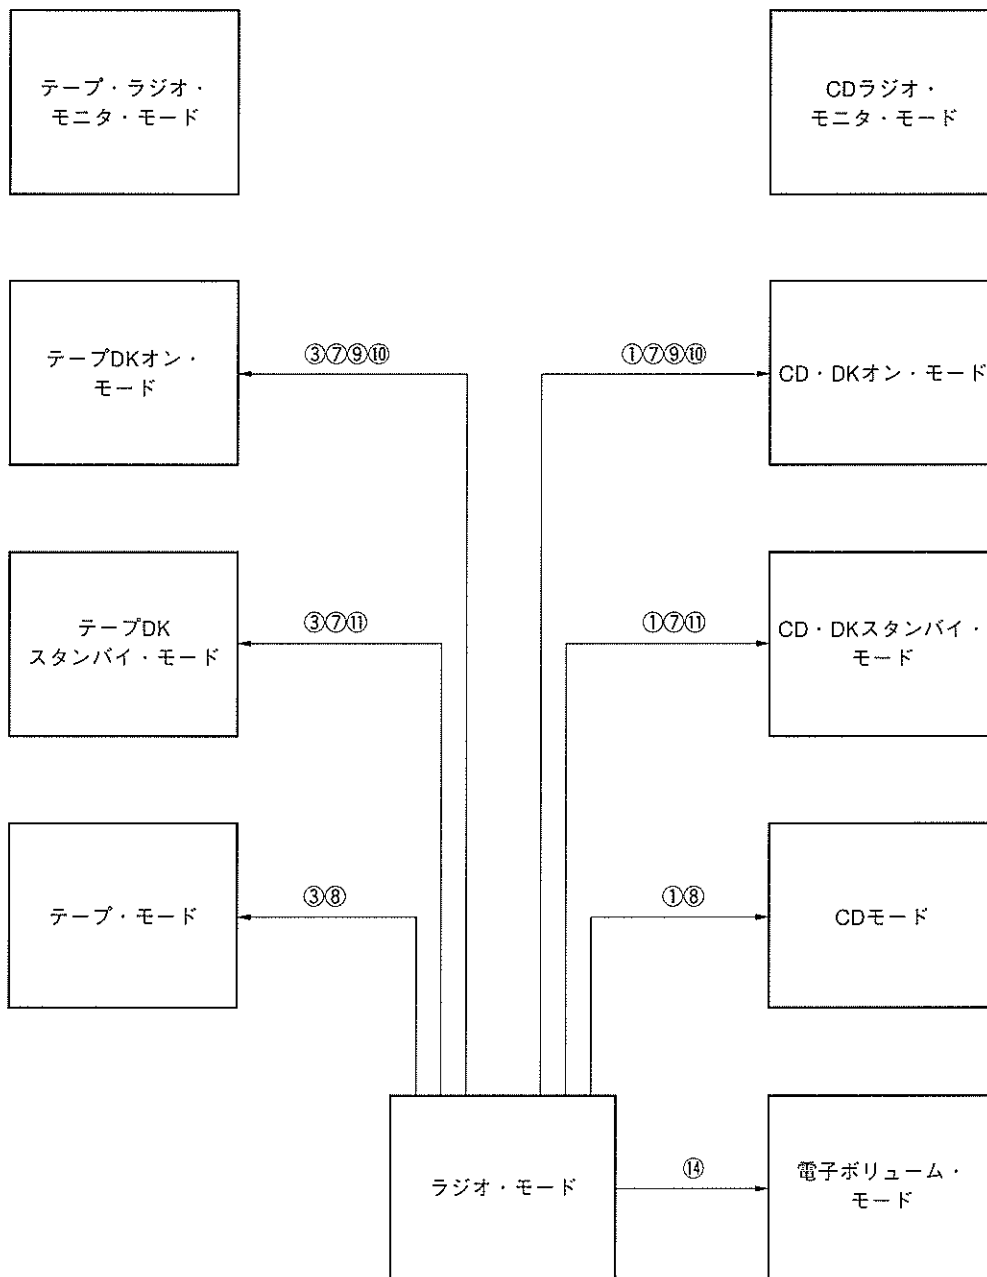 テープ・ラジオ・
モニタ・モード
CDラジオ・
モニタ・モード
テープDKオン・
モード
③⑦⑨⑩
①⑦⑨⑩
CD・DKオン・モード
テープDK
スタンバイ・モード
③⑦⑪
①⑦⑪
CD・DKスタンバイ・
モード
テープ・モード
③⑧
①⑧
CDモード
ラジオ・モード
⑭
電子ボリューム・
モード